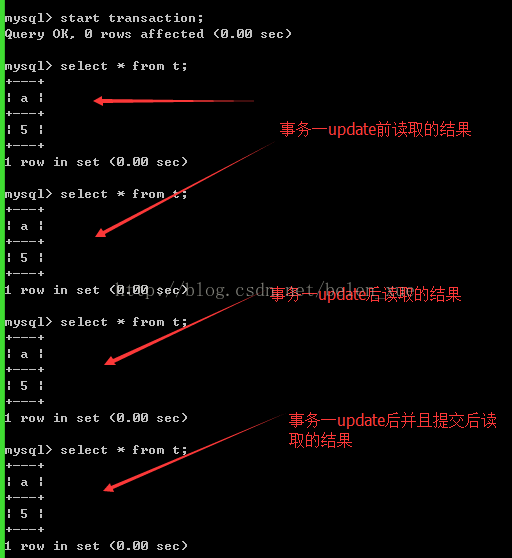 mysql> start transaction;
Query OK, 0 rows affected (0.00 sec)
mysql> select * from t;
+---+
| a |
+---+
| 5 |
+---+
1 row in set (0.00 sec)
事务一update前读取的结果
mysql> select * from t;
+---+
| a |
+---+
| 5 |
+---+
1 row in set (0.00 sec)
http://blog.csdn.net/
事务一update后读取的结果
mysql> select * from t;
+---+
| a |
+---+
| 5 |
+---+
1 row in set (0.00 sec)
事务一update后并且提交后读
取的结果
mysql> select * from t;
+---+
| a |
+---+
| 5 |
+---+
1 row in set (0.00 sec)